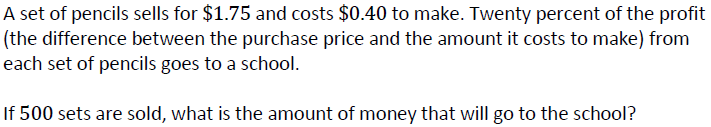 A set of pencils sells for $1.75 and costs $0.40 to make. Twenty percent of the profit
(the difference between the purchase price and the amount it costs to make) from
each set of pencils goes to a school.
If 500 sets are sold, what is the amount of money that will go to the school?